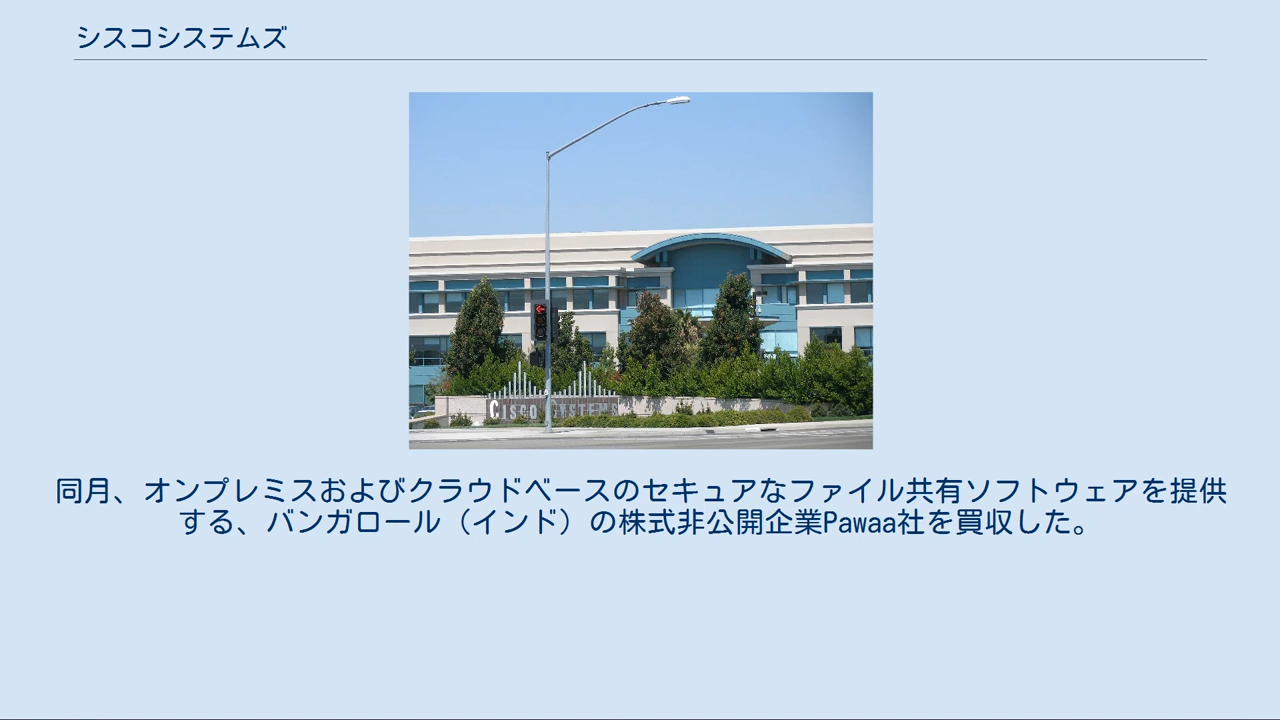 シスコシステムズ
CISCO SYSTEMS
同月、オンプレミスおよびクラウドベースのセキュアなファイル共有ソフトウェアを提供
する、バンガロール（インド）の株式非公開企業Pawaa社を買収した。